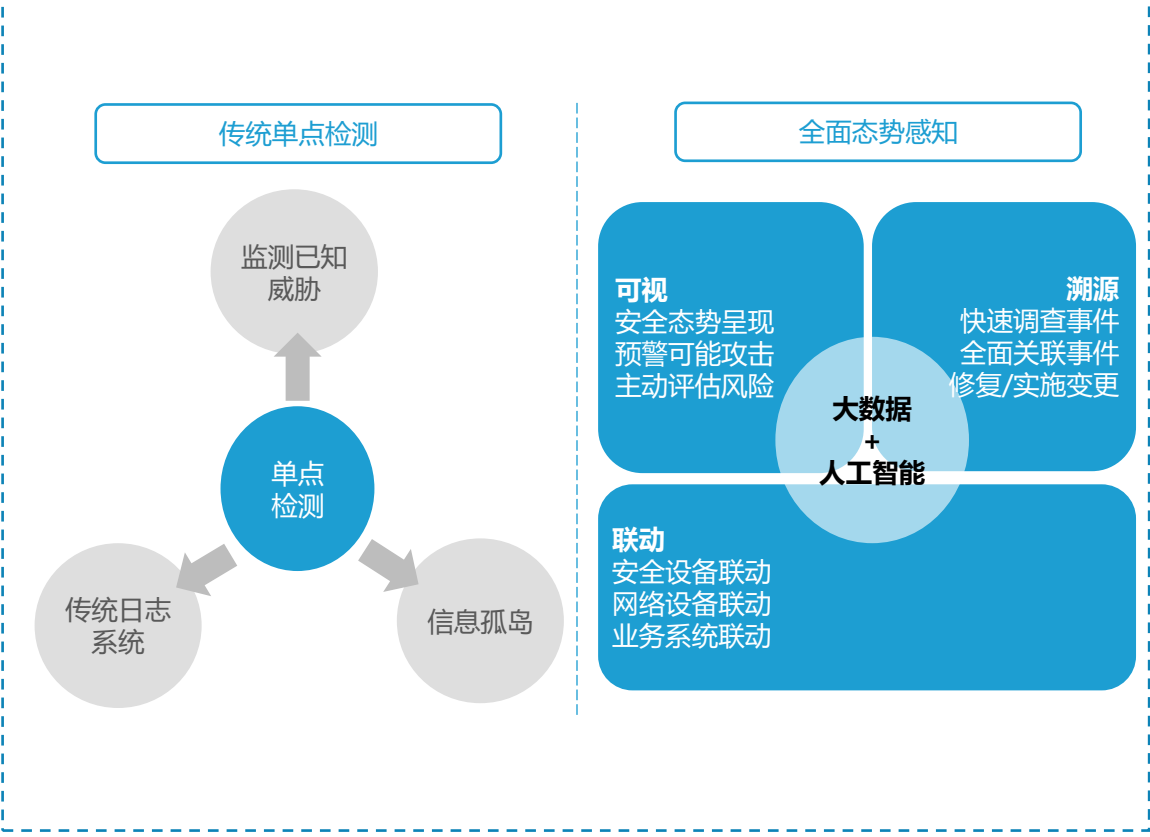 传统单点检测
监测已知
威胁
单点
检测
传统日志
系统
信息孤岛
全面态势感知
可视
安全态势呈现
预警可能攻击
主动评估风险
溯源
快速调查事件
全面关联事件
修复/实施变更
大数据
+
人工智能
联动
安全设备联动
网络设备联动
业务系统联动